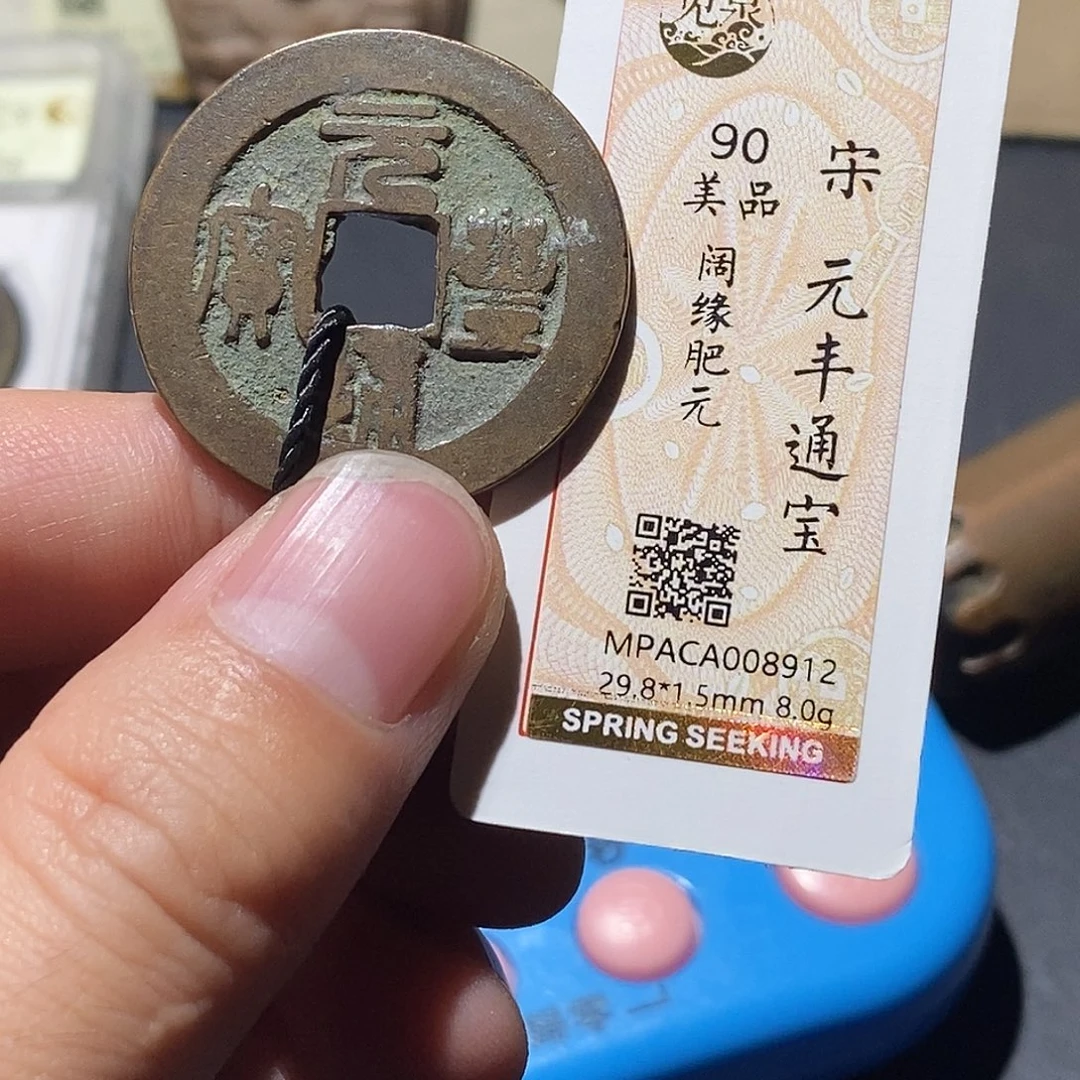 元豐通寶
宋 元丰通宝
90
美品
阔缘肥元
MPACA008912
29.8*1.5mm 8.0g
SPRING SEEKING